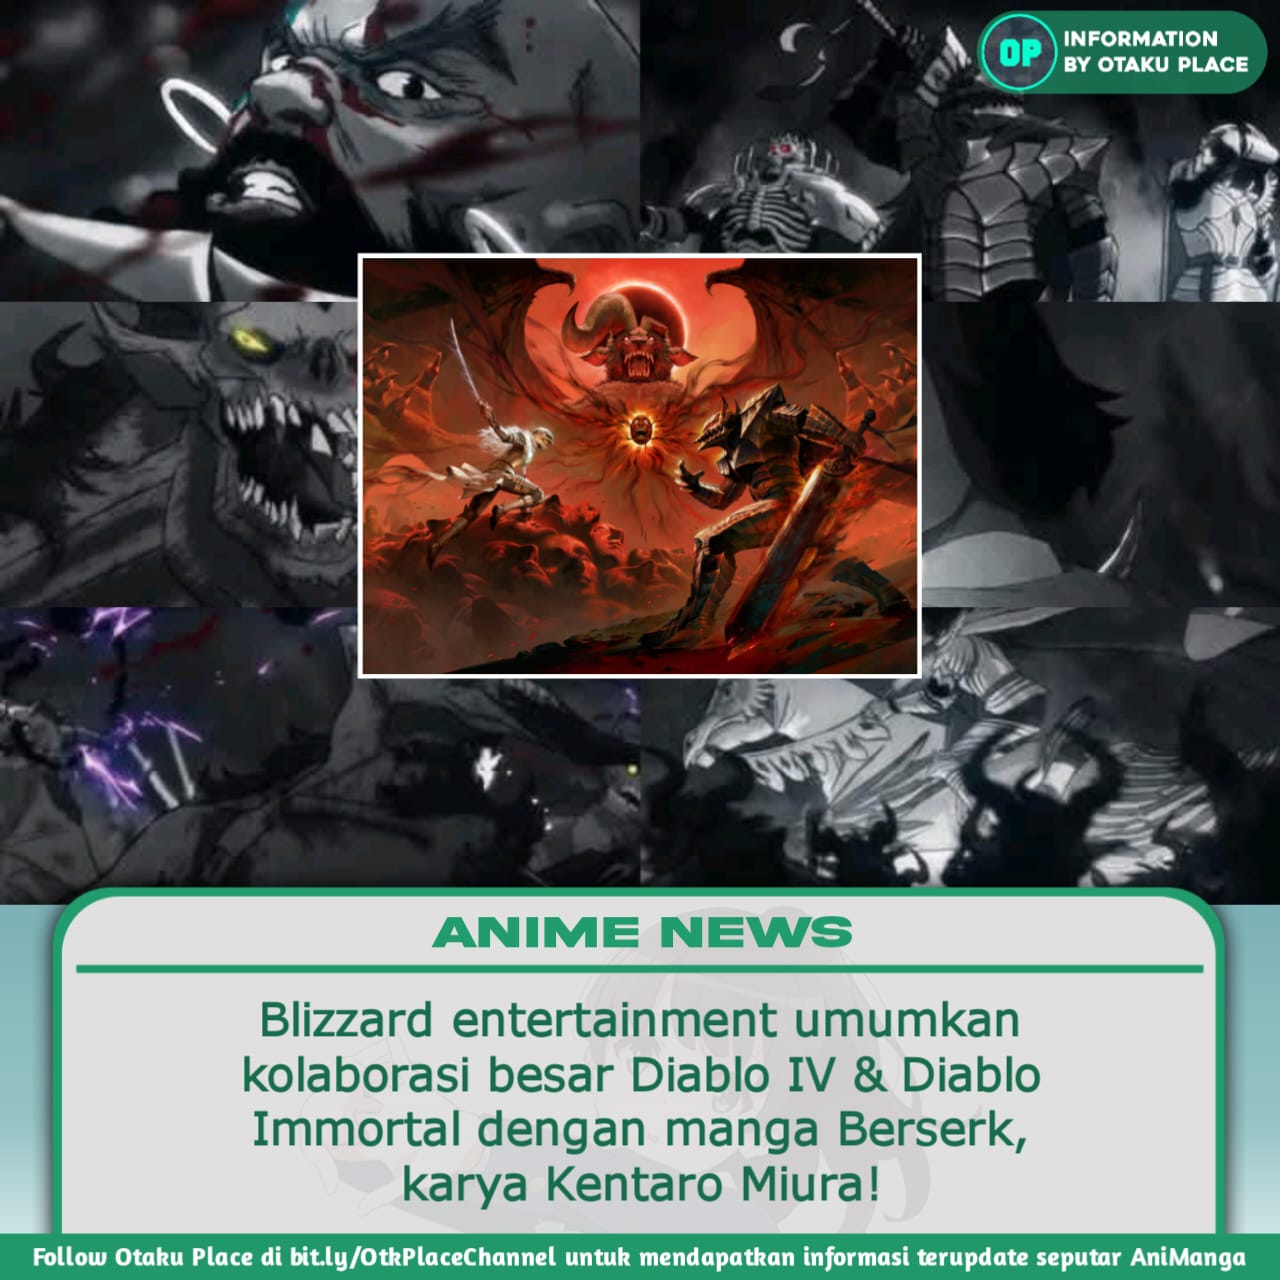 OP
INFORMATION
BY OTAKU PLACE
ANIME NEWS
Blizzard entertainment umumkan
kolaborasi besar Diablo IV & Diablo
Immortal dengan manga Berserk,
karya Kentaro Miura!
Follow Otaku Place di bit.ly/OtkPlaceChannel untuk mendapatkan informasi terupdate seputar AniManga